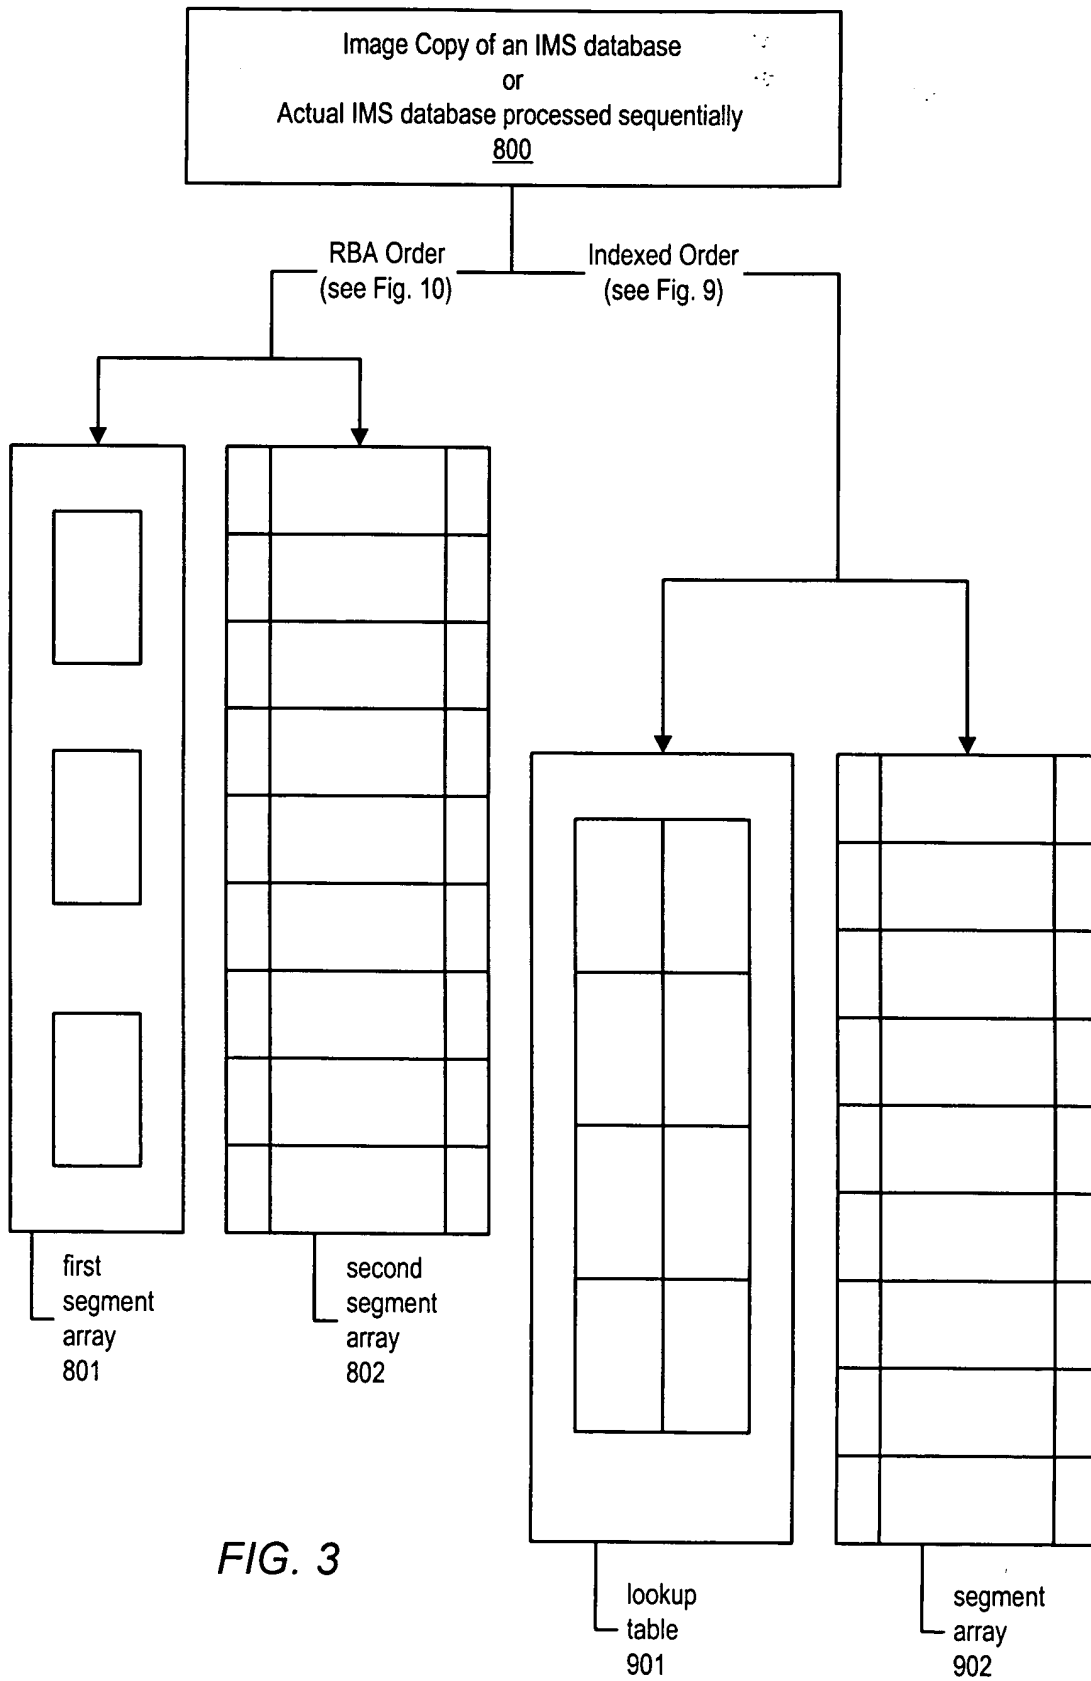 Image Copy of an IMS database
or
Actual IMS database processed sequentially
800
RBA Order
(see Fig. 10)
Indexed Order
(see Fig. 9)
first
segment
array
801
second
segment
array
802
FIG. 3
lookup
table
901
segment
array
902